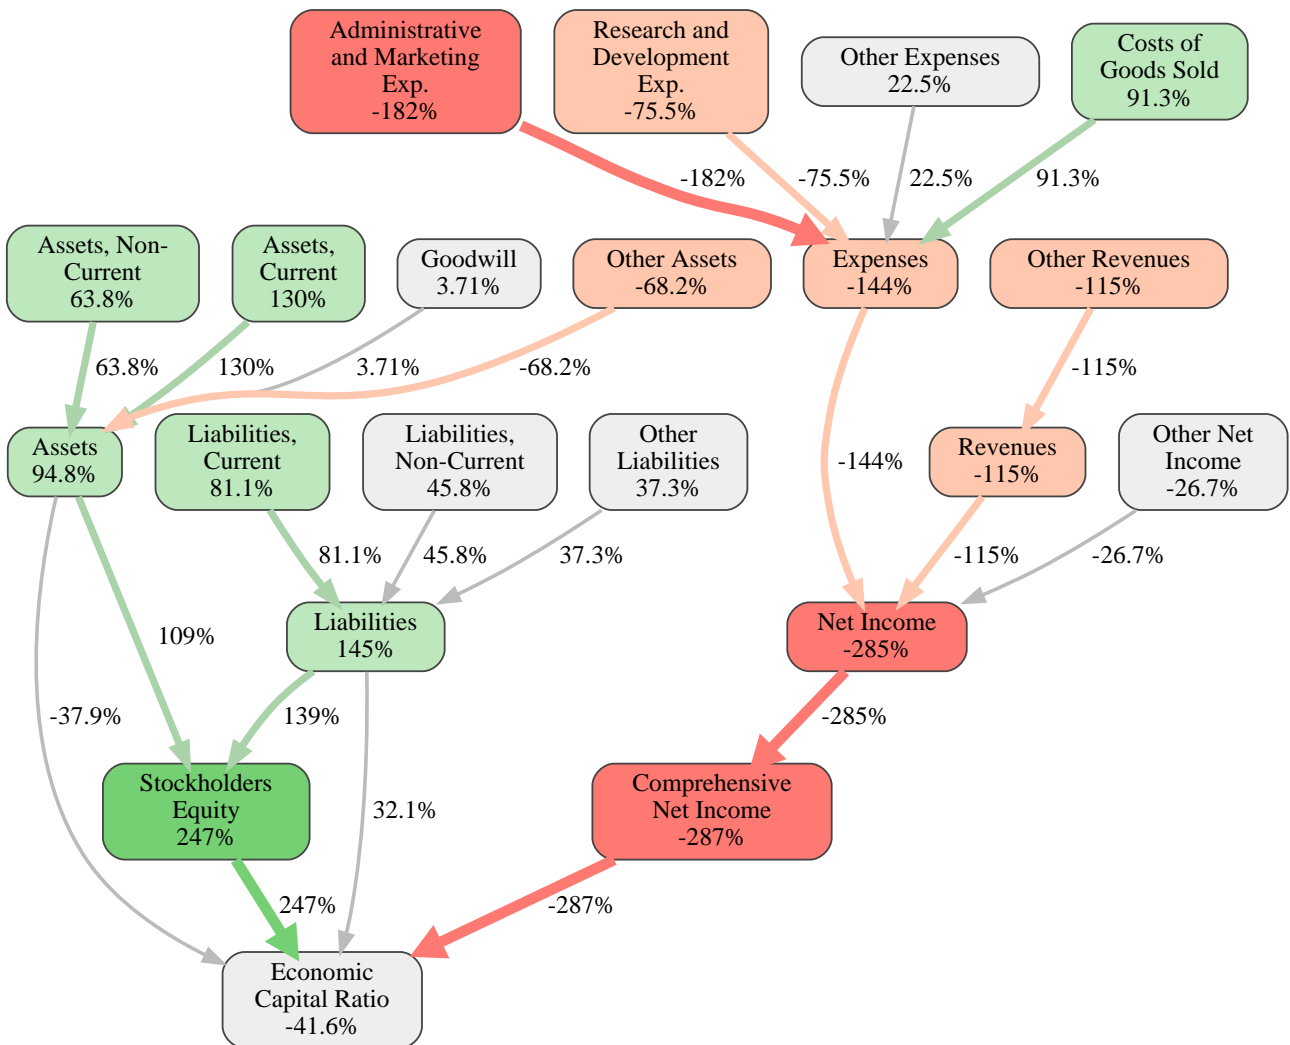 Administrative
and Marketing
Exp.
-182%
Research and
Development
Exp.
-75.5%
Other Expenses
22.5%
Costs of
Goods Sold
91.3%
-182%
-75.5%
22.5%
91.3%
Assets, Non-
Current
63.8%
Assets,
Current
130%
Goodwill
3.71%
Other Assets
-68.2%
Expenses
-144%
Other Revenues
-115%
63.8%
130%
3.71%
-68.2%
-115%
Assets
94.8%
Liabilities,
Current
81.1%
Liabilities,
Non-Current
45.8%
Other
Liabilities
37.3%
-144%
Revenues
-115%
Other Net
Income
-26.7%
81.1%
45.8%
37.3%
-115%
-26.7%
109%
Liabilities
145%
Net Income
-285%
-37.9%
139%
-285%
Stockholders
Equity
247%
32.1%
Comprehensive
Net Income
-287%
247%
-287%
Economic
Capital Ratio
-41.6%